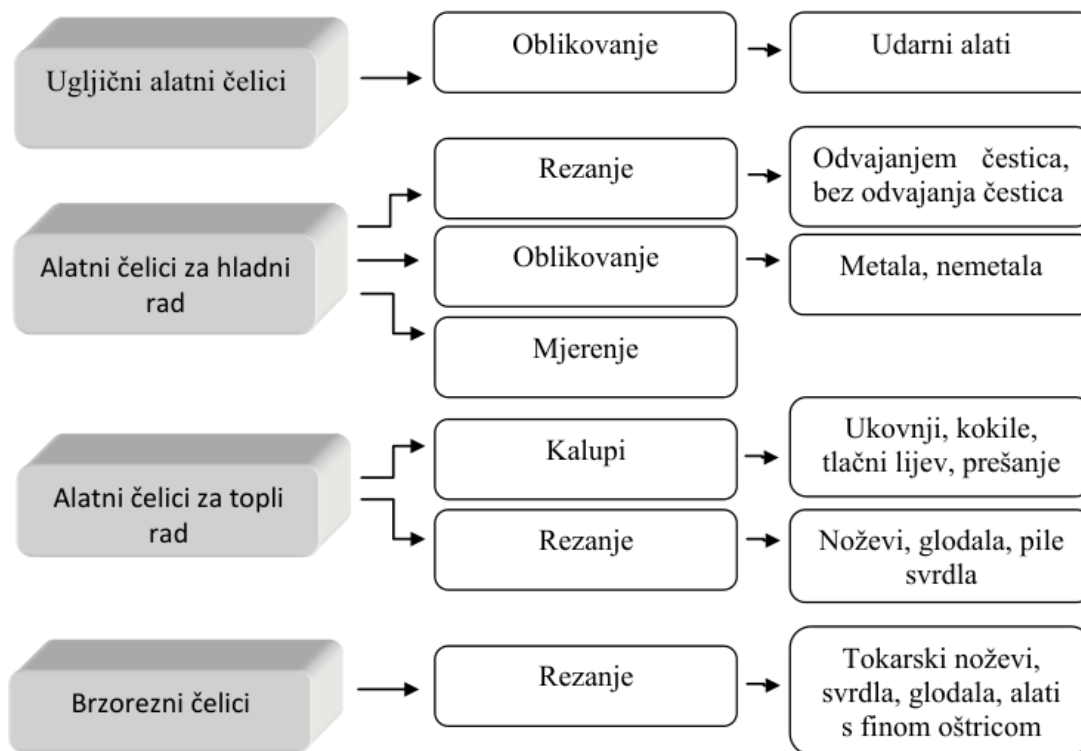 Ugljični alatni čelici
Oblikovanje
Udarni alati
Alatni čelici za hladni
rad
Rezanje
Odvajanjem čestica,
bez odvajanja čestica
Oblikovanje
Metala, nemetala
Mjerenje
Alatni čelici za topli
rad
Kalupi
Ukovnji, kokile,
tlačni lijev, prešanje
Rezanje
Noževi, glodala, pile
svrdla
Brzorezni čelici
Rezanje
Tokarski noževi,
svrdla, glodala, alati
s finom oštricom